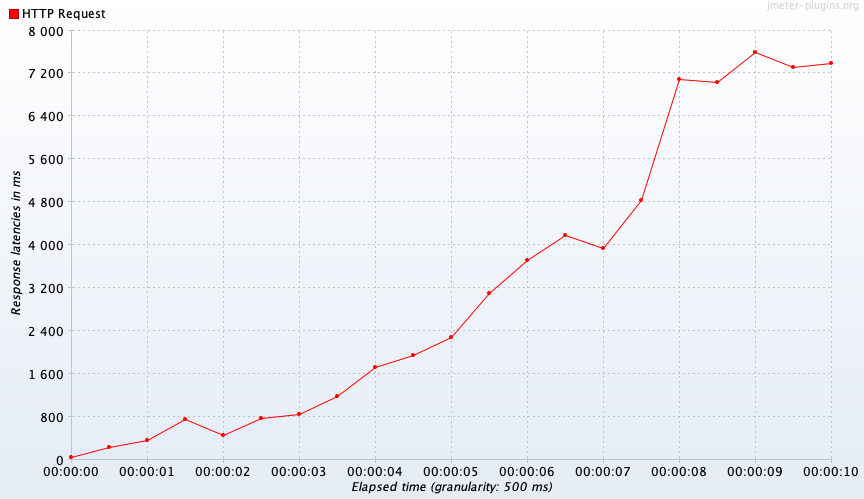 jmeter-plugins.org
HTTP Request
8 000
7 200
6 400
5 600
4 800
4 000
3 200
2 400
1 600
800
0
Response latencies in ms
00:00:00 00:00:01 00:00:02 00:00:03 00:00:04 00:00:05 00:00:06 00:00:07 00:00:08 00:00:09 00:00:10
Elapsed time (granularity: 500 ms)